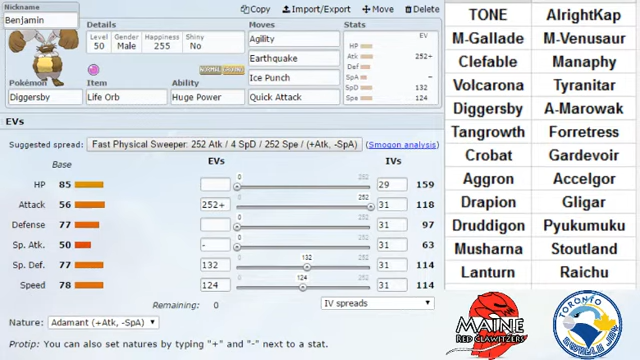 Nickname
Benjamin
Copy Import/Export Move Delete
Details
Level Gender Happiness Shiny
50 Male 255 No
Pokémon
Diggersby
Item
Life Orb
Ability
Huge Power
Moves
Agility
Earthquake
Ice Punch
Quick Attack
Stats
EV
HP
Atk 252+
Def
SpA –
SpD 132
Spe 124
EVs
Suggested spread: Fast Physical Sweeper: 252 Atk / 4 SpD / 252 Spe / (+Atk, -SpA) (Smogon analysis)
Base EVs IVs
252 252
HP 85 29 159
Attack 56 252+ 31 118
Defense 77 31 97
Sp. Atk. 50 - 31 63
132
Sp. Def. 77 132 31 114
124
Speed 78 124 31 114
Remaining: 0 IV spreads
Nature: Adamant (+Atk, -SpA)
Protip: You can also set natures by typing "+" and "-" next to a stat.
TONE AlrightKap
M-Gallade M-Venusaur
Clefable Manaphy
Volcarona Tyranitar
Diggersby A-Marowak
Tangrowth Forretress
Crobat Gardevoir
Aggron Accelgor
Drapion Gligar
Druddigon Pyukumuku
Musharna Stoutland
Lanturn Raichu
MAINE
RED CLAWITZERS
TORONTO